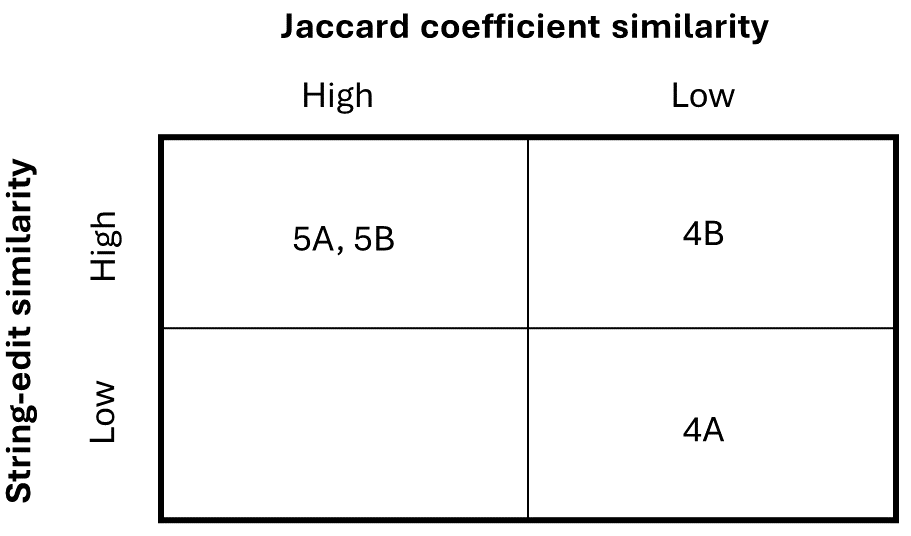 Jaccard coefficient similarity
High Low
String-edit similarity
High
5A, 5B 4B
Low
4A